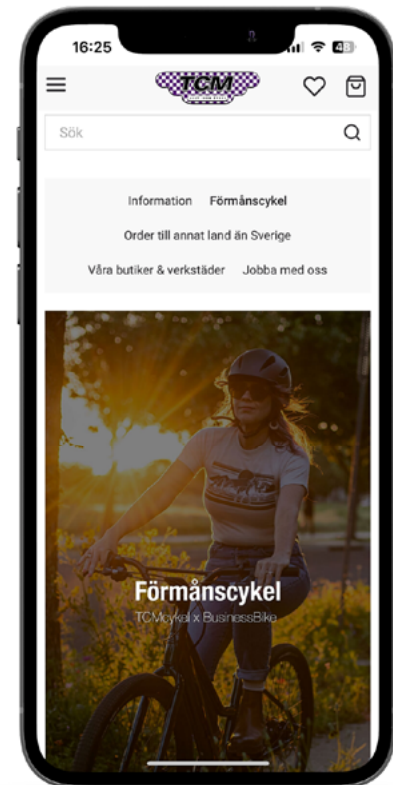 16:25
43
TCM
Sök
Information Förmånscykel
Order till annat land än Sverige
Våra butiker & verkstäder Jobba med oss
Förmånscykel
TCMcykel x BusinessBike